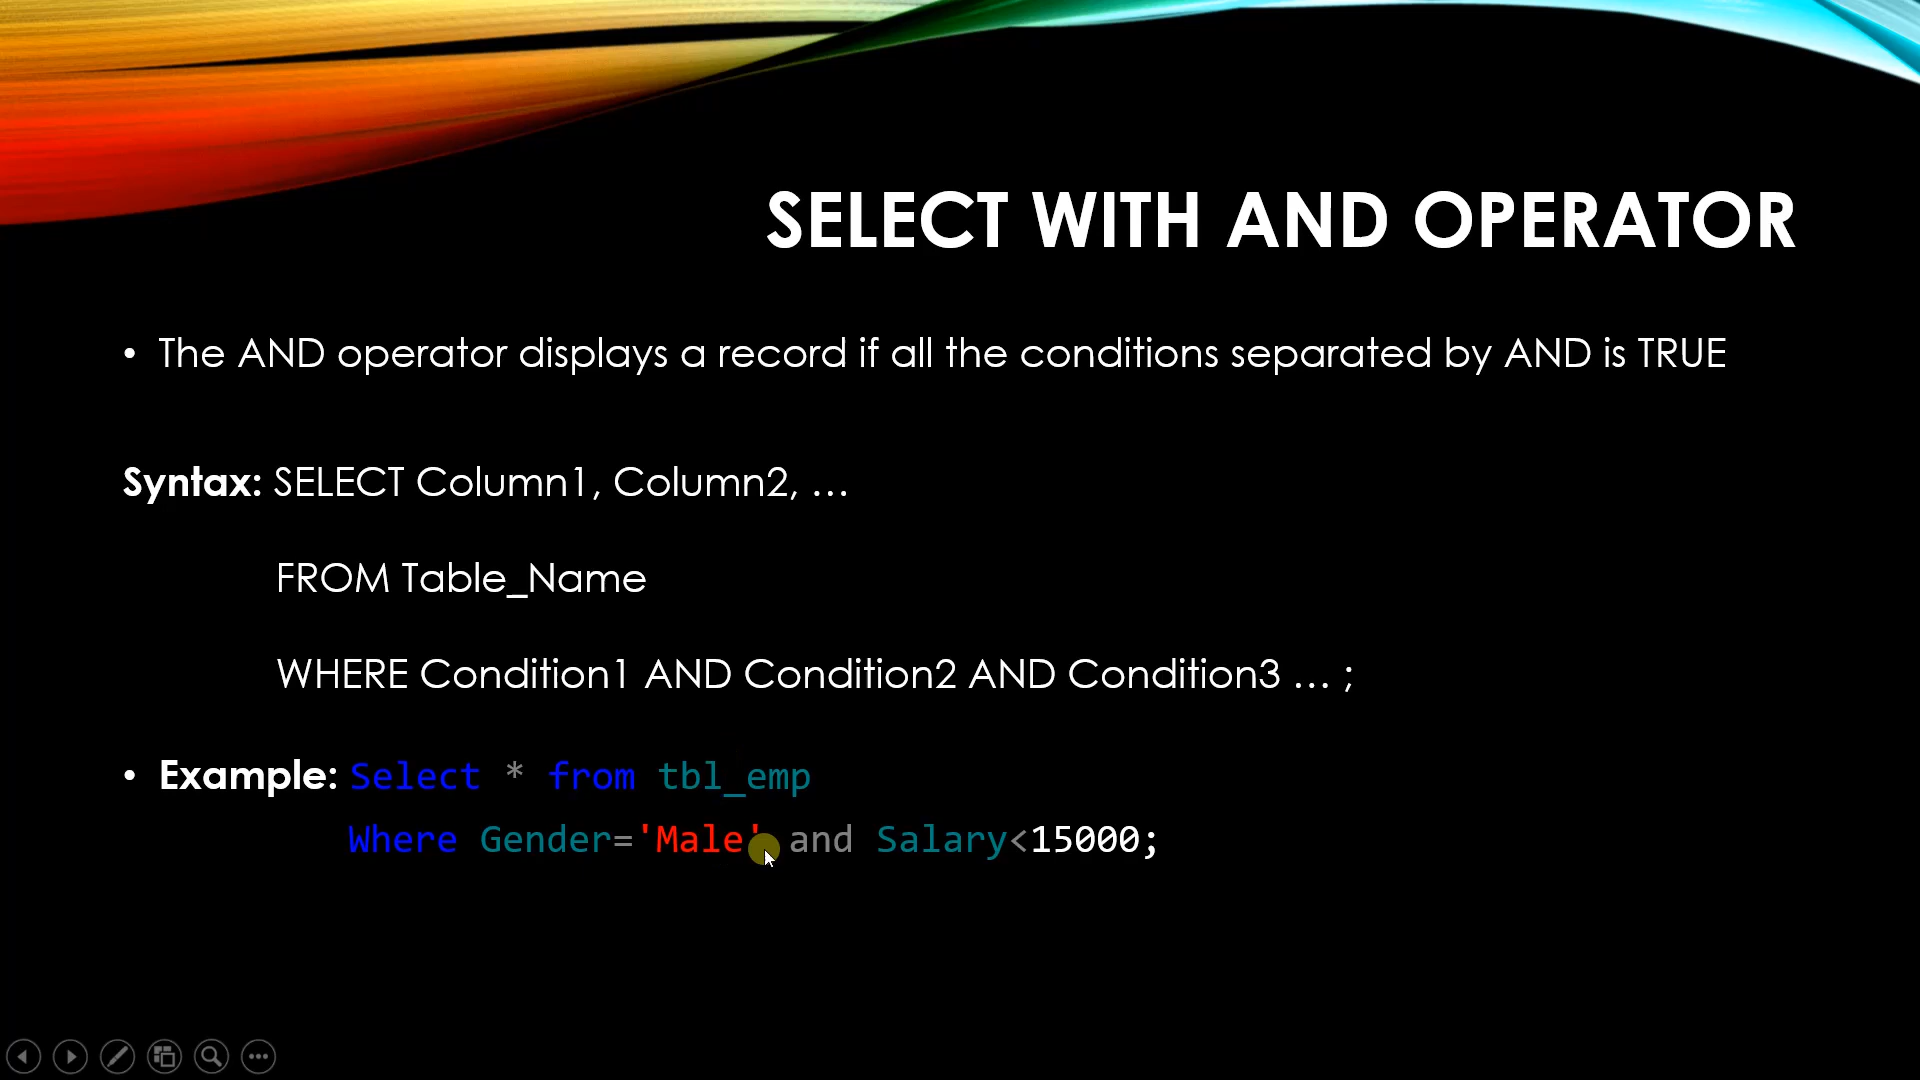 SELECT WITH AND OPERATOR
• The AND operator displays a record if all the conditions separated by AND is TRUE
Syntax: SELECT Column1, Column2, …
FROM Table_Name
WHERE Condition1 AND Condition2 AND Condition3 … ;
• Example: Select * from tbl_emp
Where Gender='Male' and Salary<15000;